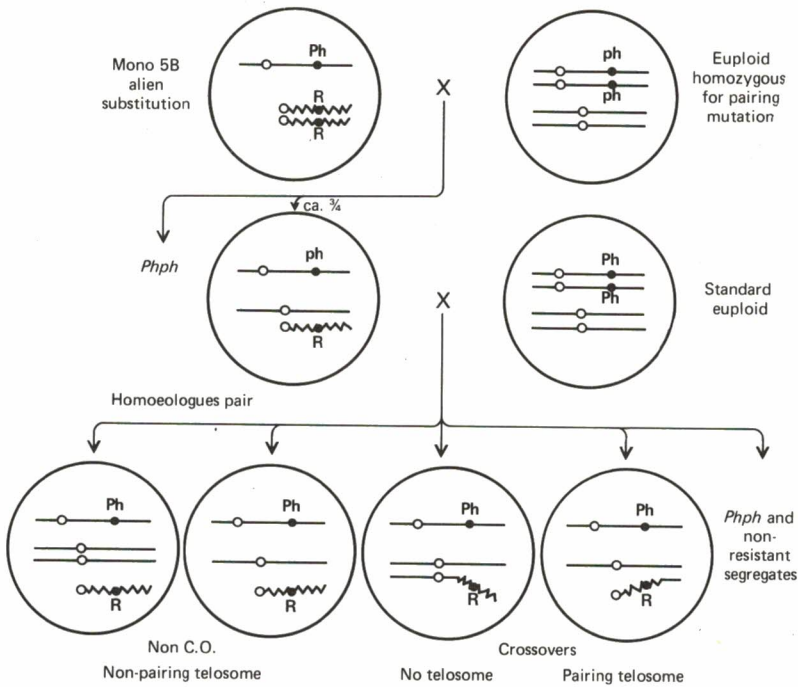 Mono 5B
alien
substitution
Ph
R
R
X
ph
ph
Euploid
homozygous
for pairing
mutation
ca. ¾
Phph
ph
R
X
Ph
Ph
Standard
euploid
Homoeologues pair
Ph
R
Ph
R
Ph
R
Ph
R
Phph and
non-
resistant
segregates
Non C.O.
Crossovers
Non-pairing telosome
No telosome
Pairing telosome